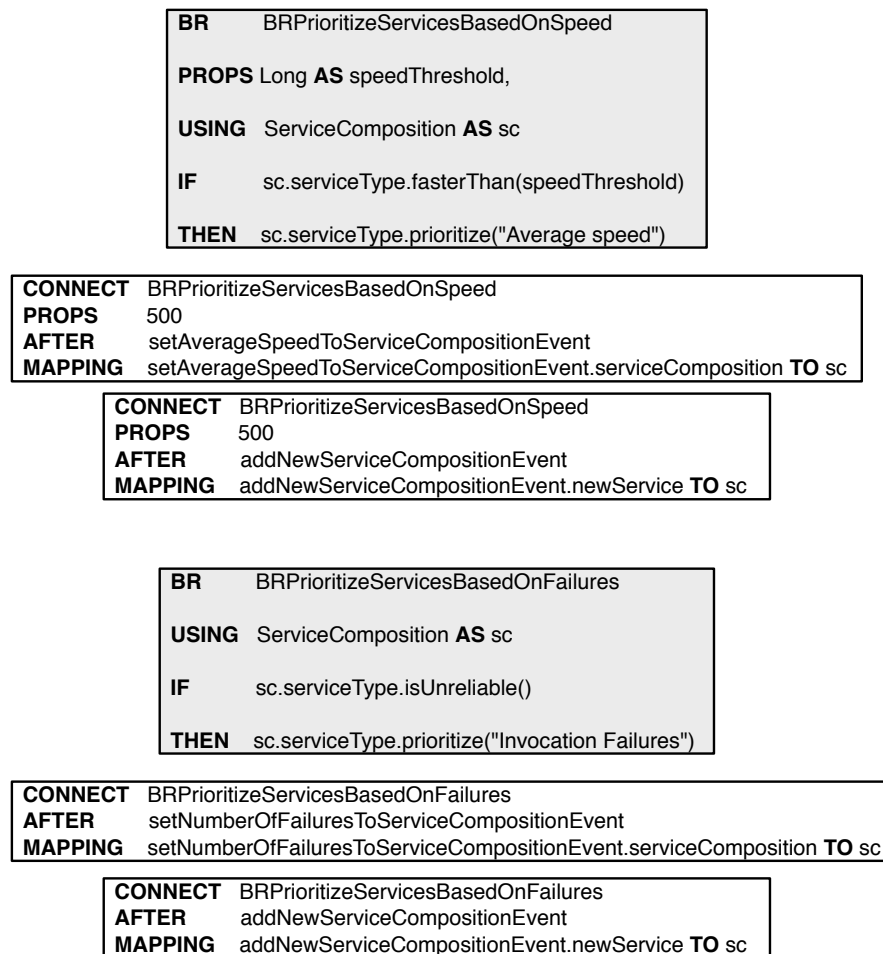 BR BRPrioritizeServicesBasedOnSpeed
PROPS Long AS speedThreshold,
USING ServiceComposition AS sc
IF sc.serviceType.fasterThan(speedThreshold)
THEN sc.serviceType.prioritize("Average speed")
CONNECT BRPrioritizeServicesBasedOnSpeed
PROPS 500
AFTER setAverageSpeedToServiceCompositionEvent
MAPPING setAverageSpeedToServiceCompositionEvent.serviceComposition TO sc
CONNECT BRPrioritizeServicesBasedOnSpeed
PROPS 500
AFTER addNewServiceCompositionEvent
MAPPING addNewServiceCompositionEvent.newService TO sc
BR BRPrioritizeServicesBasedOnFailures
USING ServiceComposition AS sc
IF sc.serviceType.isUnreliable()
THEN sc.serviceType.prioritize("Invocation Failures")
CONNECT BRPrioritizeServicesBasedOnFailures
AFTER setNumberOfFailuresToServiceCompositionEvent
MAPPING setNumberOfFailuresToServiceCompositionEvent.serviceComposition TO sc
CONNECT BRPrioritizeServicesBasedOnFailures
AFTER addNewServiceCompositionEvent
MAPPING addNewServiceCompositionEvent.newService TO sc